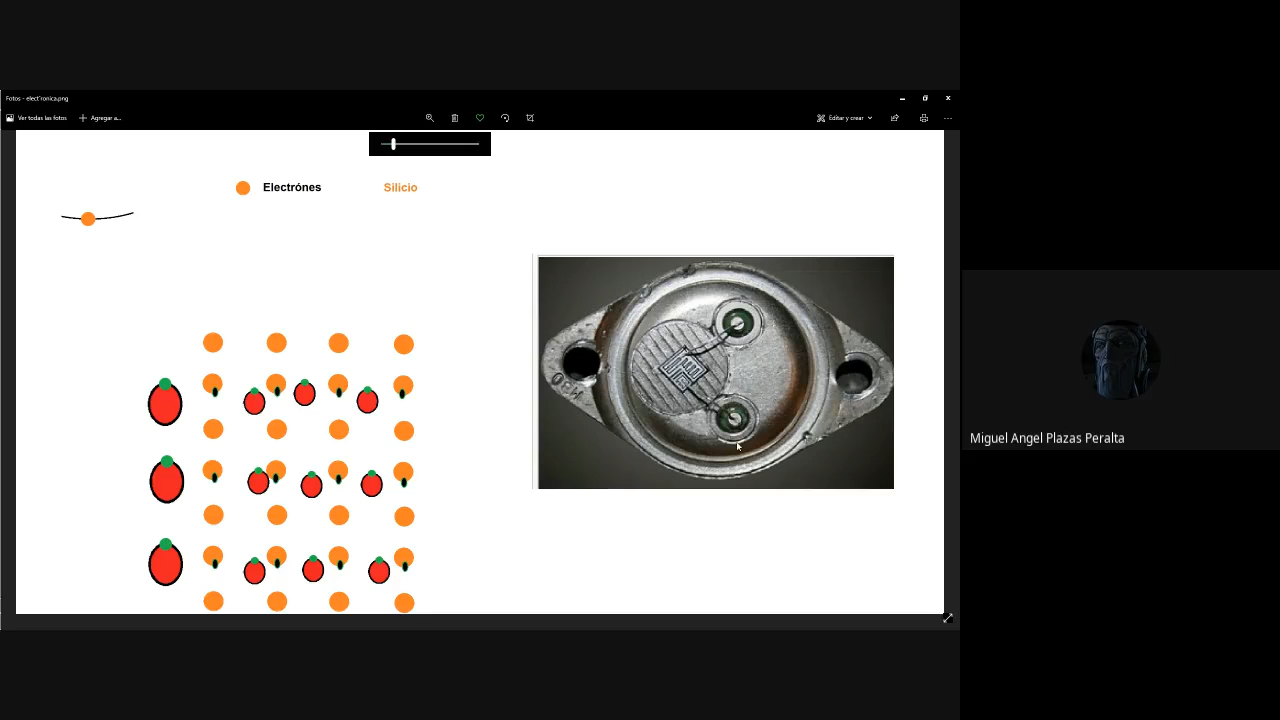 Fotos - elect'ronica.png
Ver todas las fotos
Agregar a...
Editar y crear
Electrónes
Silicio
Miguel Angel Plazas Peralta